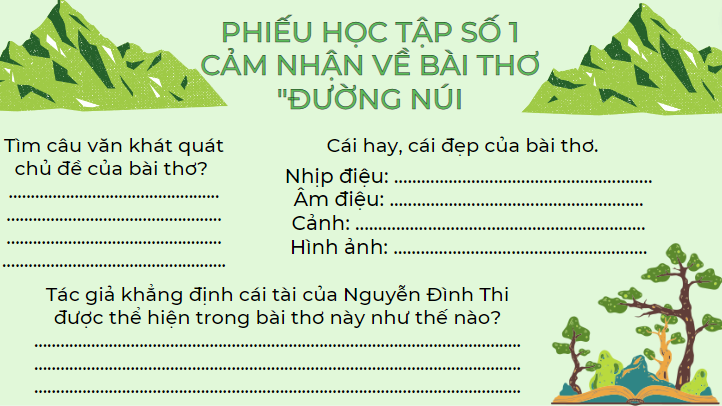 PHIẾU HỌC TẬP SỐ 1
CẢM NHẬN VỀ BÀI THƠ
"ĐƯỜNG NÚI
Tìm câu văn khát quát
chủ đề của bài thơ?
................................................
.................................................
.................................................
...................................................
Cái hay, cái đẹp của bài thơ.
Nhịp điệu: ....................................................
Âm điệu: ...................................................
Cảnh: ..........................................................
Hình ảnh: ...................................................
Tác giả khẳng định cái tài của Nguyễn Đình Thi
được thể hiện trong bài thơ này như thế nào?
................................................................................................................
................................................................................................................
................................................................................................................